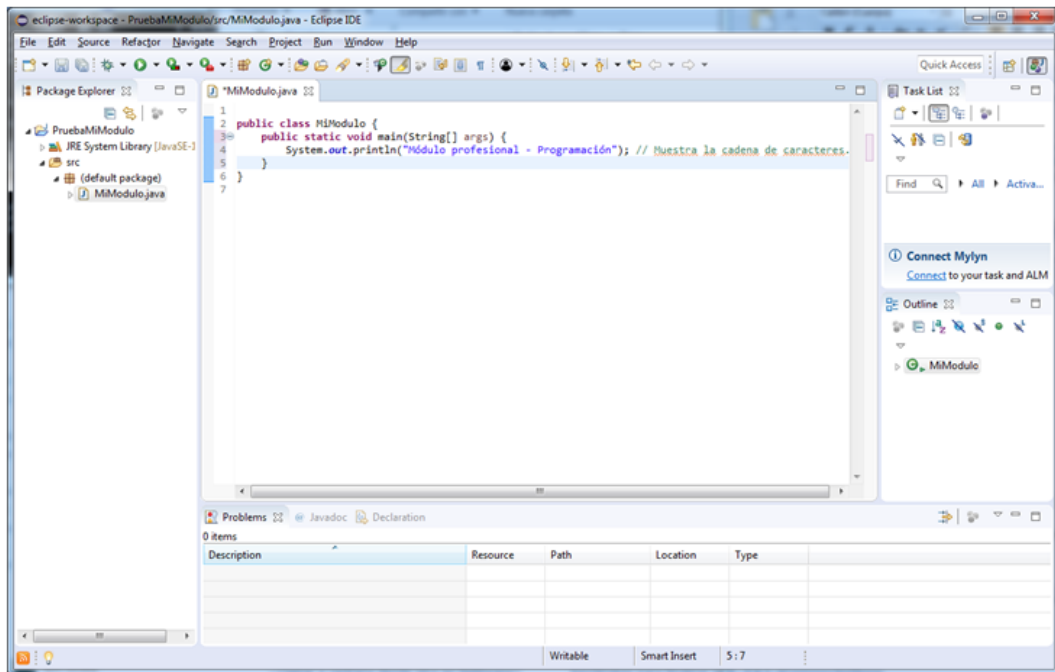 eclipse-workspace - PruebaMiModulo/src/MiModulo.java - Eclipse IDE
File Edit Source Refactor Navigate Search Project Run Window Help
Quick Access
Package Explorer
PruebaMiModulo
JRE System Library [JavaSE-1
src
(default package)
MiModulo.java
*MiModulo.java
1
2 public class MiModulo {
3 public static void main(String[] args) {
4 System.out.println("Módulo profesional - Programación"); // Muestra la cadena de caracteres.
5 }
6 }
7
Task List
Find All Activa...
Connect Mylyn
Connect to your task and ALM
Outline
MiModulo
Problems Javadoc Declaration
0 items
Description Resource Path Location Type
Writable Smart Insert 5 : 7